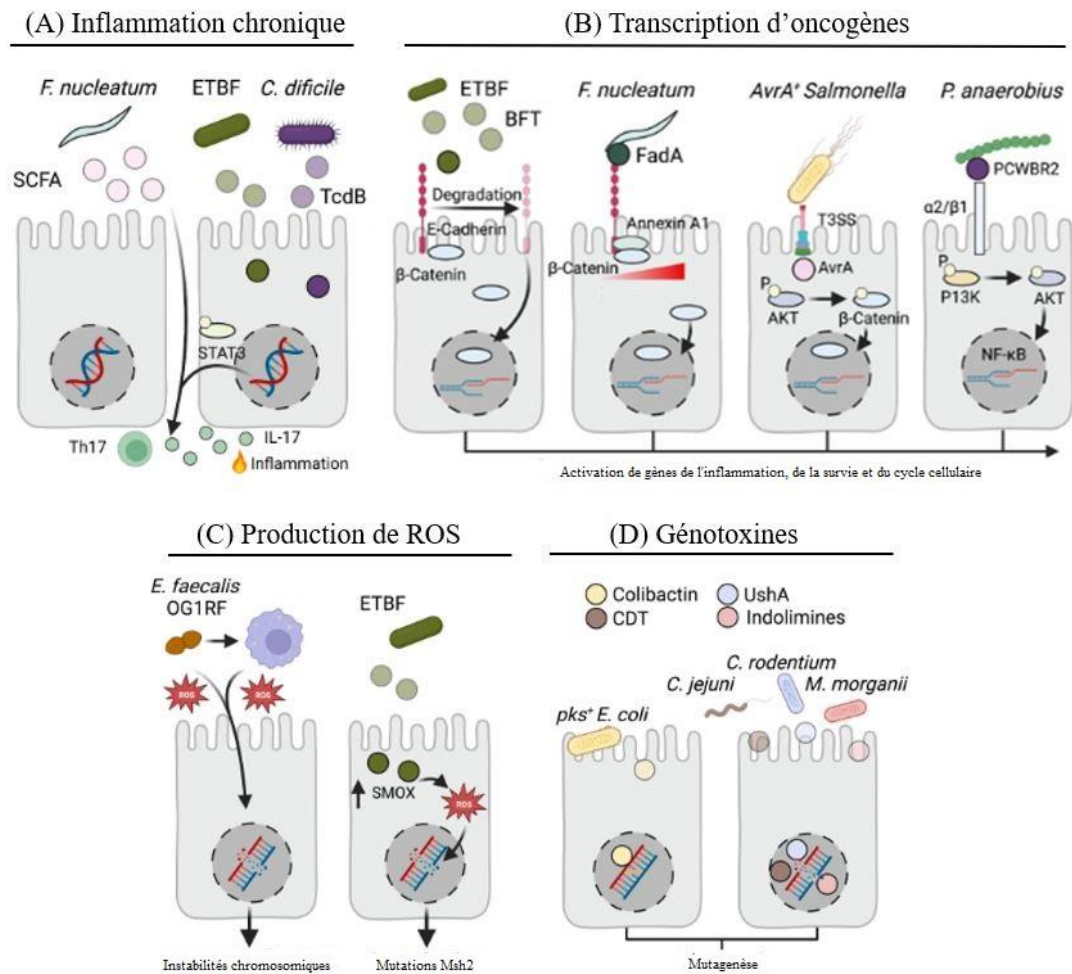 (A) Inflammation chronique
F. nucleatum
ETBF
C. dificile
SCFA
TcdB
STAT3
Th17
IL-17
Inflammation
(B) Transcription d’oncogènes
ETBF
BFT
Degradation
E-Cadherin
β-Catenin
F. nucleatum
FadA
Annexin A1
β-Catenin
AvrA⁺ Salmonella
T3SS
AvrA
P
AKT
β-Catenin
P. anaerobius
PCWBR2
α2/β1
P
P13K
AKT
NF-κB
Activation de gènes de l'inflammation, de la survie et du cycle cellulaire
(C) Production de ROS
E. faecalis
OG1RF
ROS
ROS
ETBF
SMOX
ROS
Instabilités chromosomiques
Mutations Msh2
(D) Génotoxines
Colibactin
UshA
CDT
Indolimines
C. rodentium
C. jejuni
M. morganii
pks⁺ E. coli
Mutagenèse